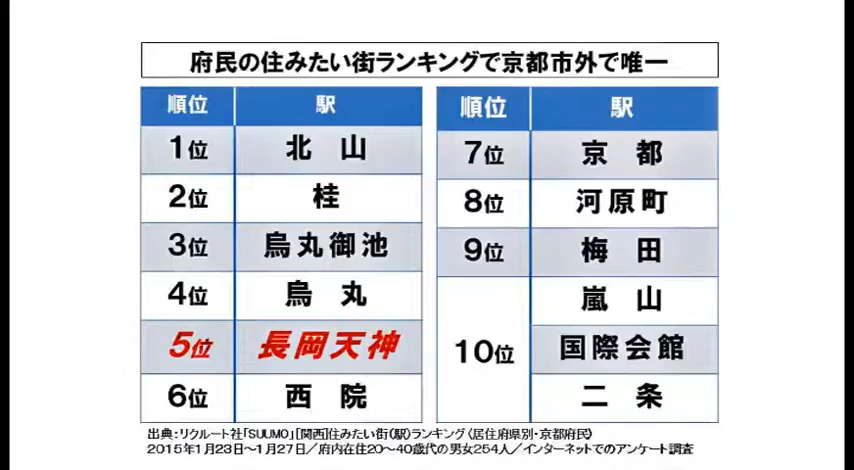 府民の住みたい街ランキングで京都市外で唯一
順位 駅
1位 北山
2位 桂
3位 烏丸御池
4位 烏丸
5位 長岡天神
6位 西院
順位 駅
7位 京都
8位 河原町
9位 梅田
10位 嵐山
国際会館
二条
出典:リクルート社「SUUMO」[関西]住みたい街(駅)ランキング〈居住府県別・京都府民〉
2015年1月23日~1月27日/府内在住20~40歳代の男女254人/インターネットでのアンケート調査